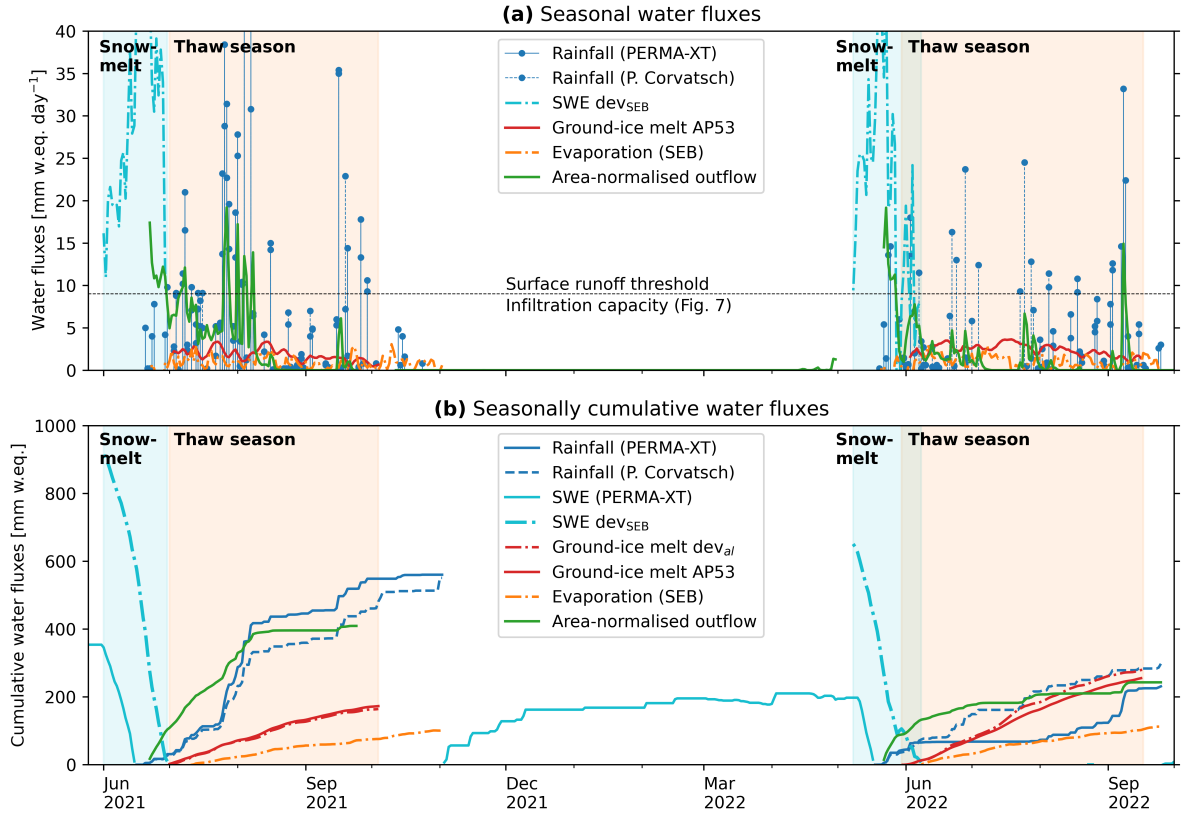 (a) Seasonal water fluxes
Water fluxes [mm w.eq. day⁻¹]
40
35
30
25
20
15
10
5
0
Snow-
melt
Thaw season
Rainfall (PERMA-XT)
Rainfall (P. Corvatsch)
SWE dev_SEB
Ground-ice melt AP53
Evaporation (SEB)
Area-normalised outflow
Snow-
melt
Thaw season
Surface runoff threshold
Infiltration capacity (Fig. 7)
(b) Seasonally cumulative water fluxes
Cumulative water fluxes [mm w.eq.]
1000
800
600
400
200
0
Snow-
melt
Thaw season
Rainfall (PERMA-XT)
Rainfall (P. Corvatsch)
SWE (PERMA-XT)
SWE dev_SEB
Ground-ice melt dev_al
Ground-ice melt AP53
Evaporation (SEB)
Area-normalised outflow
Snow-
melt
Thaw season
Jun
2021
Sep
2021
Dec
2021
Mar
2022
Jun
2022
Sep
2022